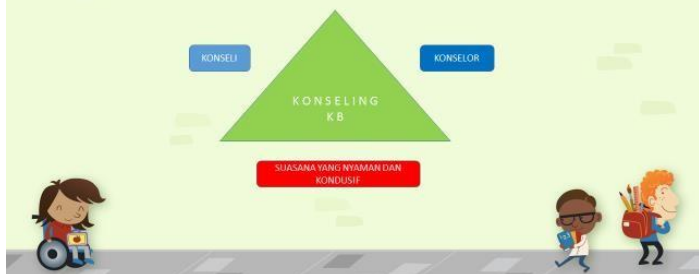 KONSELI
KONSELOR
KONSELING
KB
SUASANA YANG NYAMAN DAN
KONDUSIF